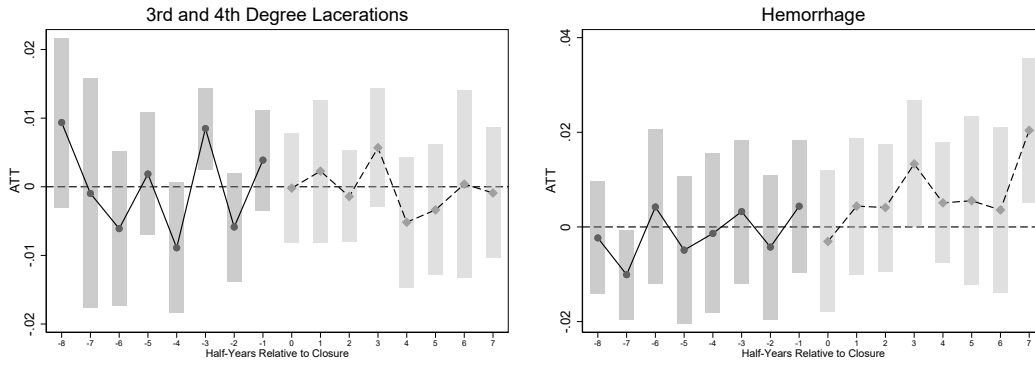 3rd and 4th Degree Lacerations
.02
.01
0
-.01
-.02
ATT
-8 -7 -6 -5 -4 -3 -2 -1 0 1 2 3 4 5 6 7
Half-Years Relative to Closure
Hemorrhage
.04
.02
0
-.02
ATT
-8 -7 -6 -5 -4 -3 -2 -1 0 1 2 3 4 5 6 7
Half-Years Relative to Closure